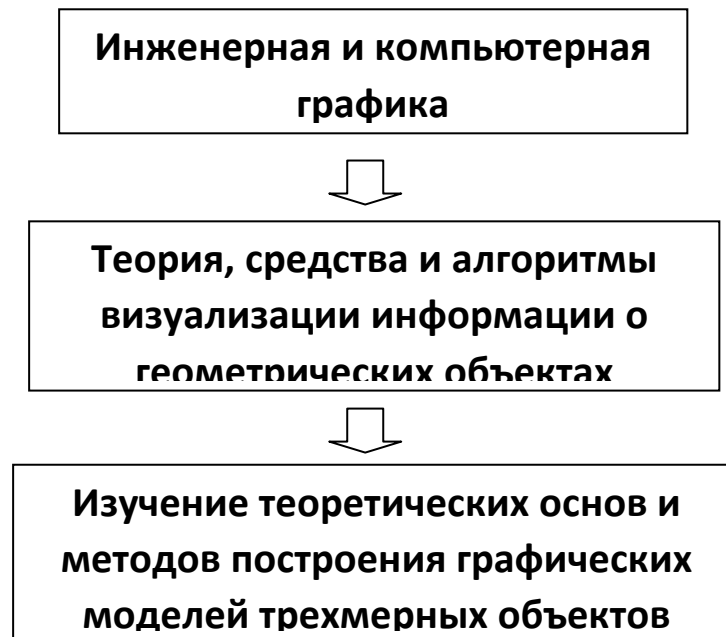 Инженерная и компьютерная
графика
Теория, средства и алгоритмы
визуализации информации о
геометрических объектах
Изучение теоретических основ и
методов построения графических
моделей трехмерных объектов